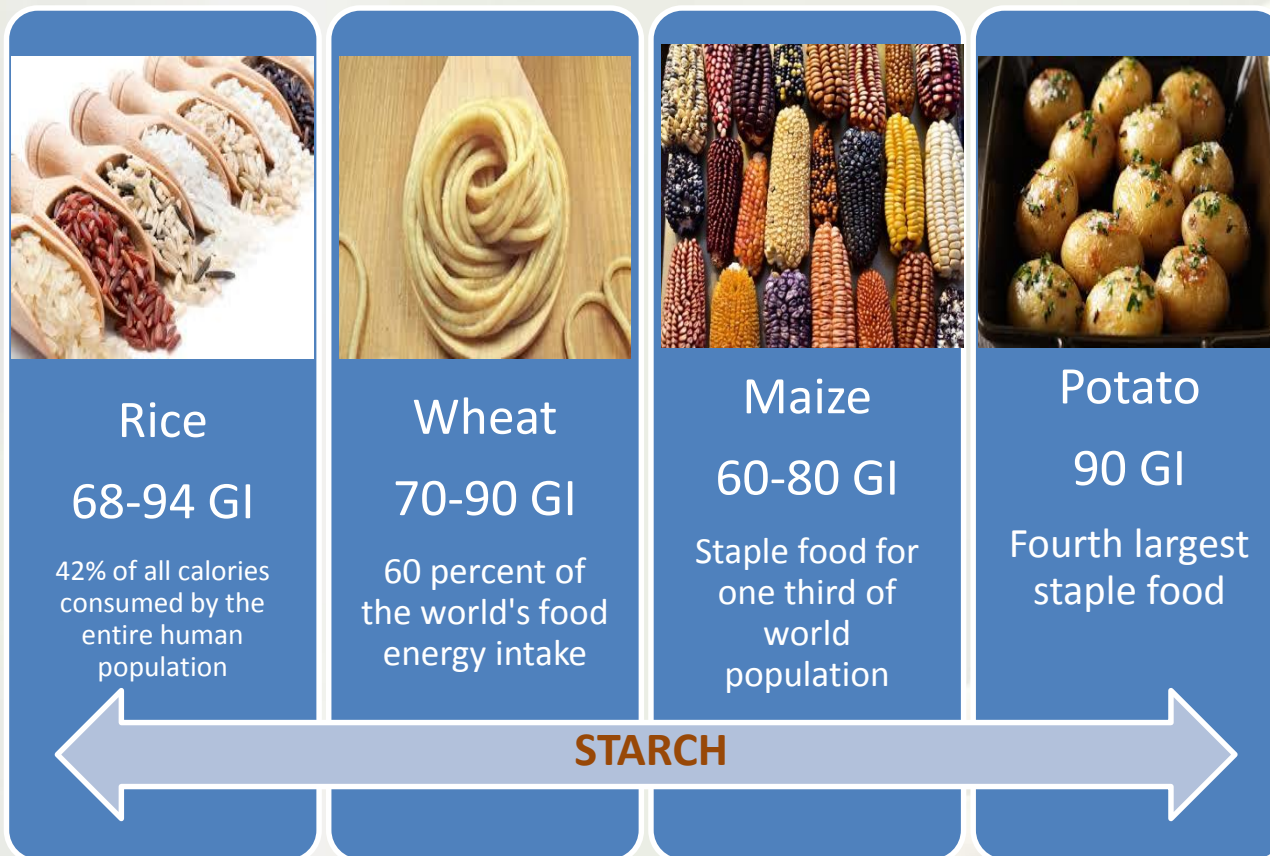 Rice
68-94 GI
42% of all calories
consumed by the
entire human
population
Wheat
70-90 GI
60 percent of
the world's food
energy intake
Maize
60-80 GI
Staple food for
one third of
world
population
Potato
90 GI
Fourth largest
staple food
STARCH